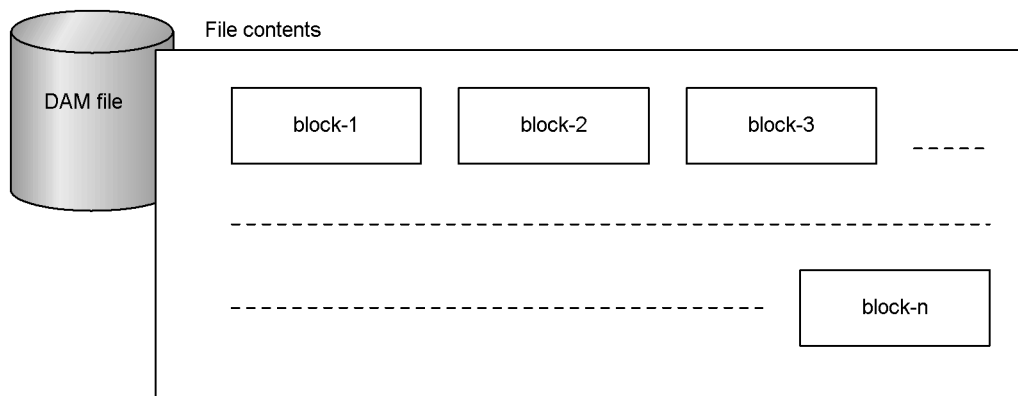 File contents
DAM file
block-1
block-2
block-3
block-n